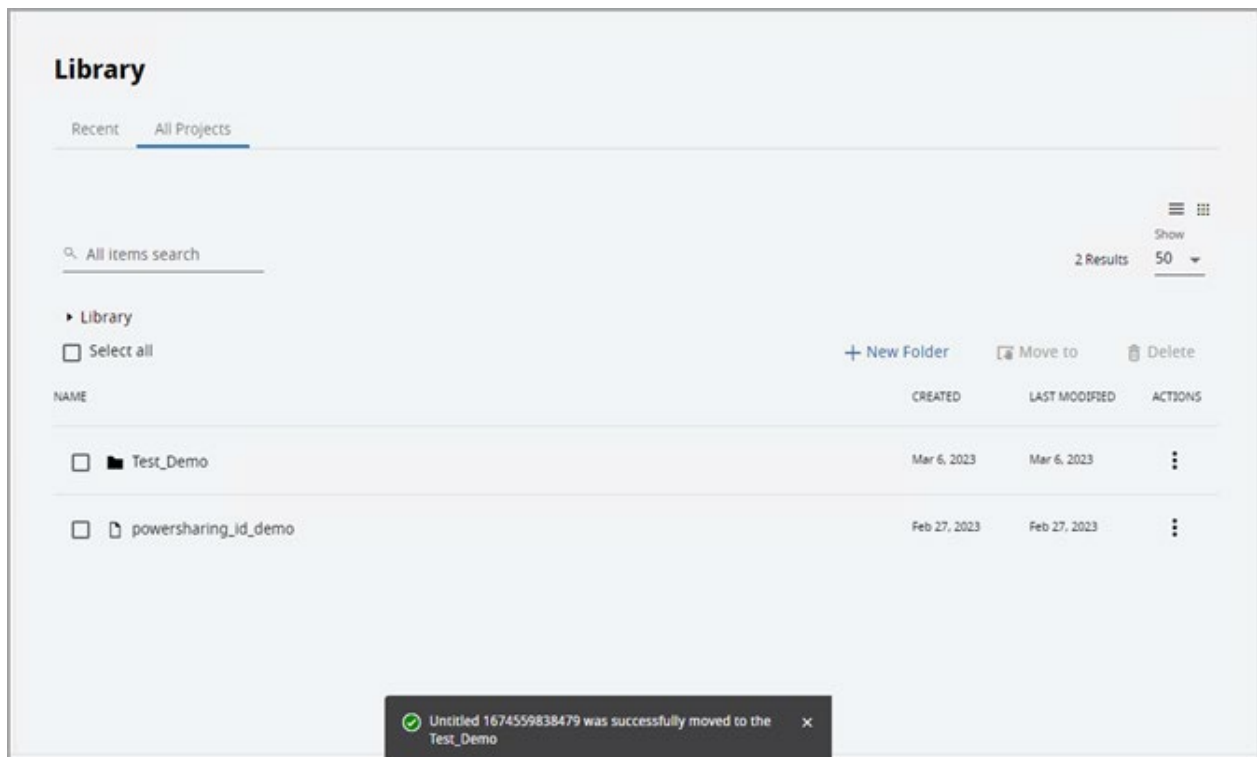 Library
Recent All Projects
Show
All items search 2 Results 50
Library
Select all + New Folder Move to Delete
NAME CREATED LAST MODIFIED ACTIONS
Test_Demo Mar 6, 2023 Mar 6, 2023
powersharing_id_demo Feb 27, 2023 Feb 27, 2023
Untitled 1674559838479 was successfully moved to the
Test_Demo